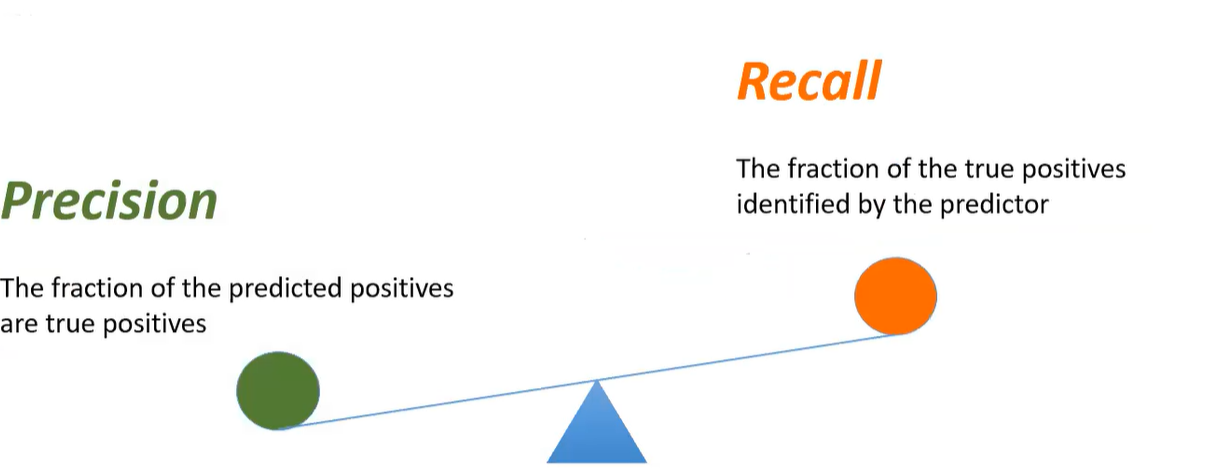 Recall
The fraction of the true positives
identified by the predictor
Precision
The fraction of the predicted positives
are true positives